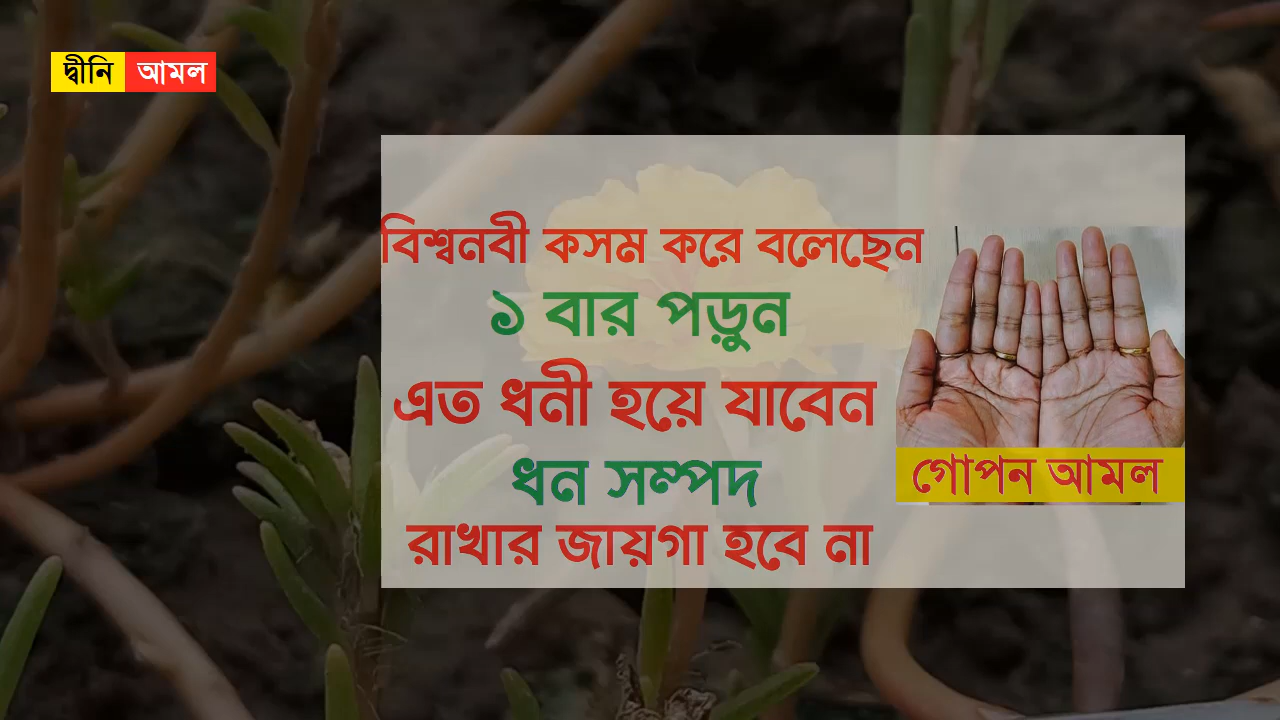 দ্বীনি আমল
বিশ্বনবী কসম করে বলেছেন
১ বার পড়ুন
এত ধনী হয়ে যাবেন
ধন সম্পদ
রাখার জায়গা হবে না
গোপন আমল